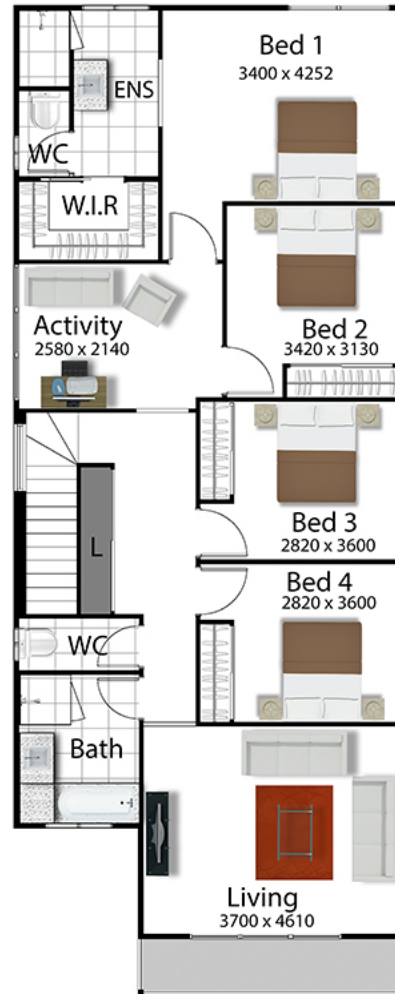 Bed 1
3400 x 4252
ENS
WC
W.I.R
Activity
2580 x 2140
Bed 2
3420 x 3130
Bed 3
2820 x 3600
L
Bed 4
2820 x 3600
WC
Bath
Living
3700 x 4610